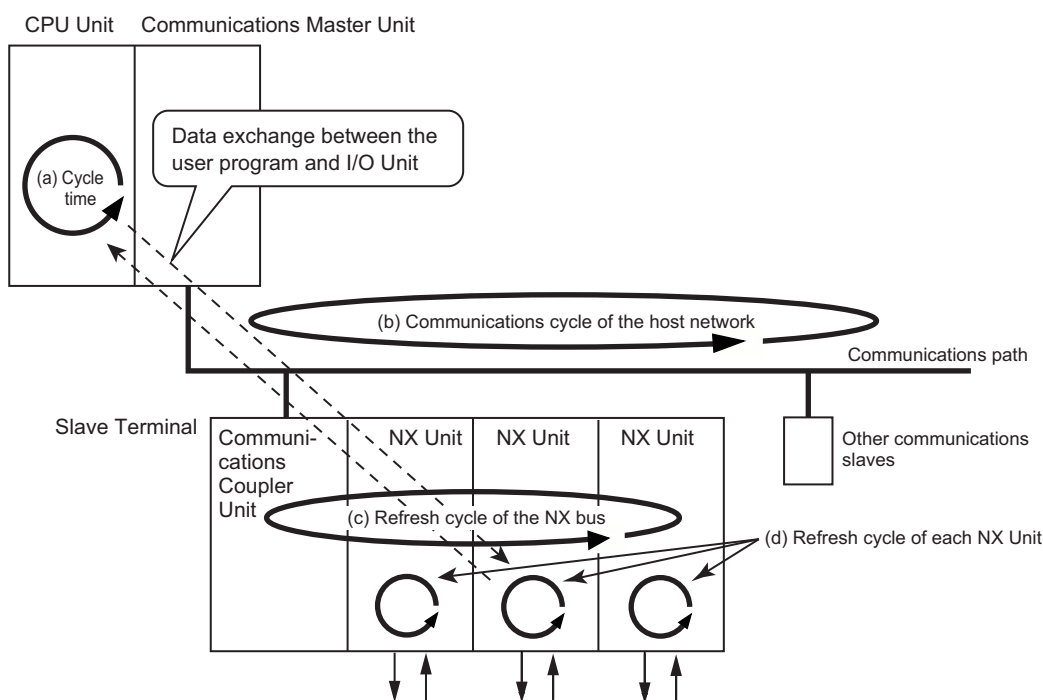 CPU Unit
Communications Master Unit
Data exchange between the
user program and I/O Unit
(a) Cycle
time
(b) Communications cycle of the host network
Communications path
Slave Terminal
Communi-
cations
Coupler
Unit
NX Unit
NX Unit
NX Unit
Other communications
slaves
(c) Refresh cycle of the NX bus
(d) Refresh cycle of each NX Unit